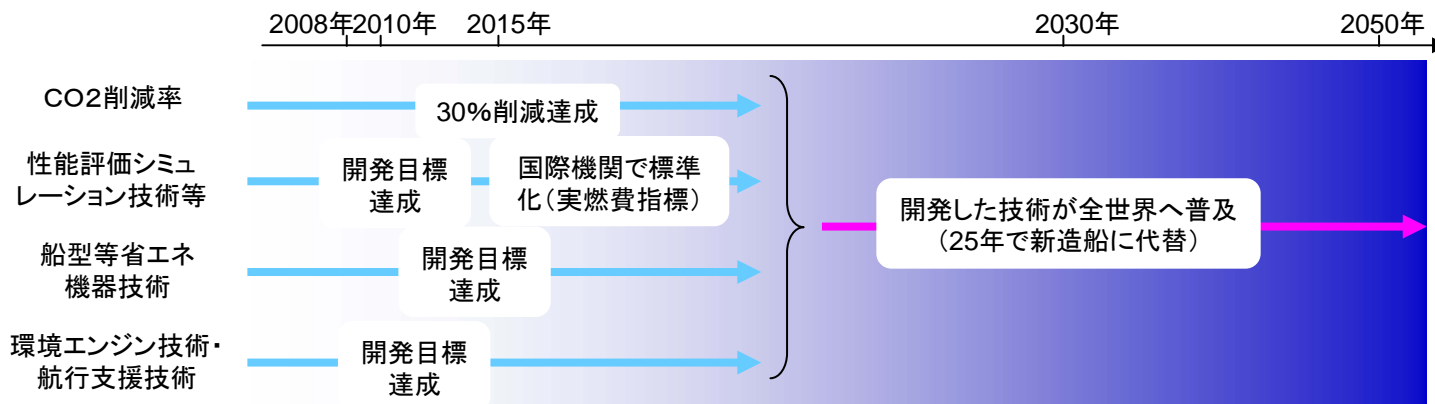 2008年 2010年 2015年 2030年 2050年
CO2削減率
30%削減達成
性能評価シミュ
レーション技術等
開発目標
達成
国際機関で標準
化(実燃費指標)
船型等省エネ
機器技術
開発目標
達成
環境エンジン技術・
航行支援技術
開発目標
達成
開発した技術が全世界へ普及
(25年で新造船に代替)